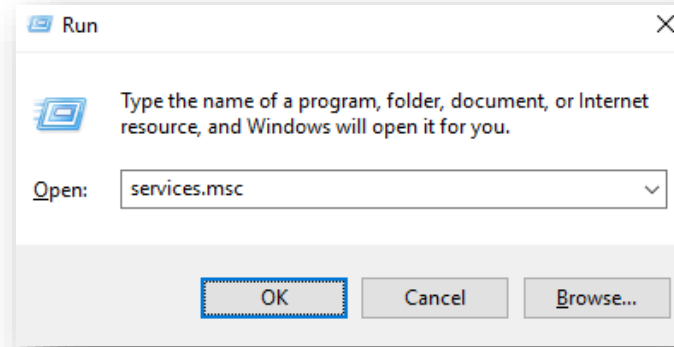 Run
Type the name of a program, folder, document, or Internet
resource, and Windows will open it for you.
Open: services.msc
OK Cancel Browse...